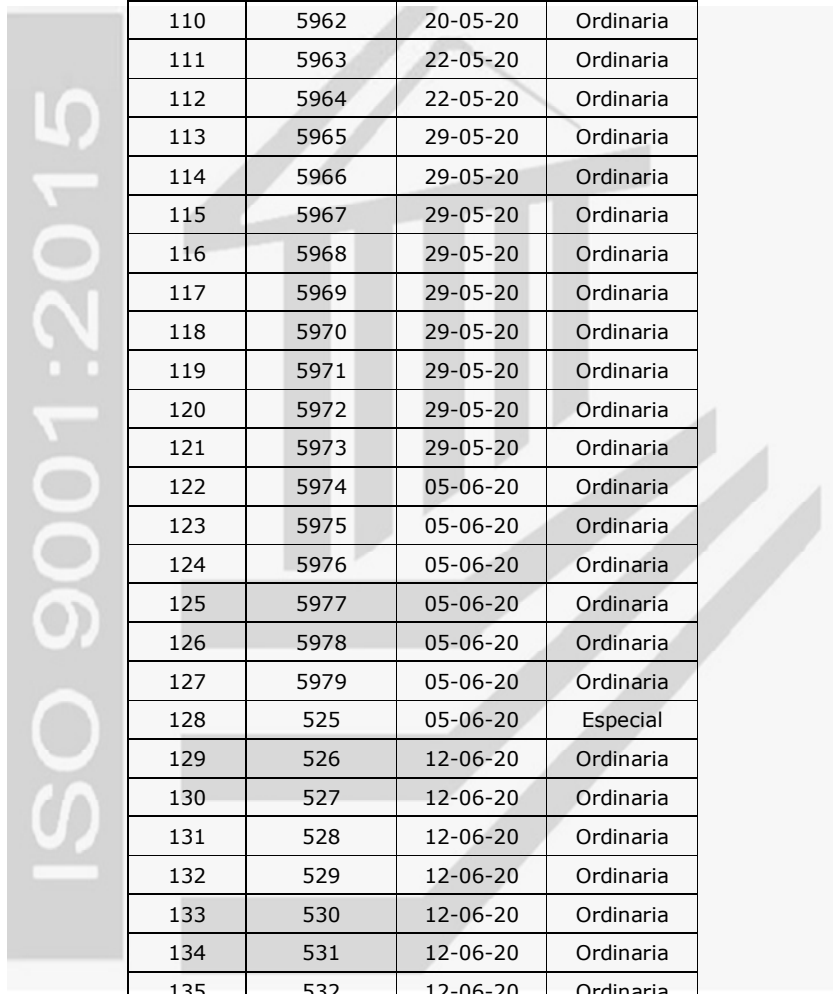 ISO 9001:2015
110 5962 20-05-20 Ordinaria
111 5963 22-05-20 Ordinaria
112 5964 22-05-20 Ordinaria
113 5965 29-05-20 Ordinaria
114 5966 29-05-20 Ordinaria
115 5967 29-05-20 Ordinaria
116 5968 29-05-20 Ordinaria
117 5969 29-05-20 Ordinaria
118 5970 29-05-20 Ordinaria
119 5971 29-05-20 Ordinaria
120 5972 29-05-20 Ordinaria
121 5973 29-05-20 Ordinaria
122 5974 05-06-20 Ordinaria
123 5975 05-06-20 Ordinaria
124 5976 05-06-20 Ordinaria
125 5977 05-06-20 Ordinaria
126 5978 05-06-20 Ordinaria
127 5979 05-06-20 Ordinaria
128 525 05-06-20 Especial
129 526 12-06-20 Ordinaria
130 527 12-06-20 Ordinaria
131 528 12-06-20 Ordinaria
132 529 12-06-20 Ordinaria
133 530 12-06-20 Ordinaria
134 531 12-06-20 Ordinaria
135 532 12-06-20 Ordinaria